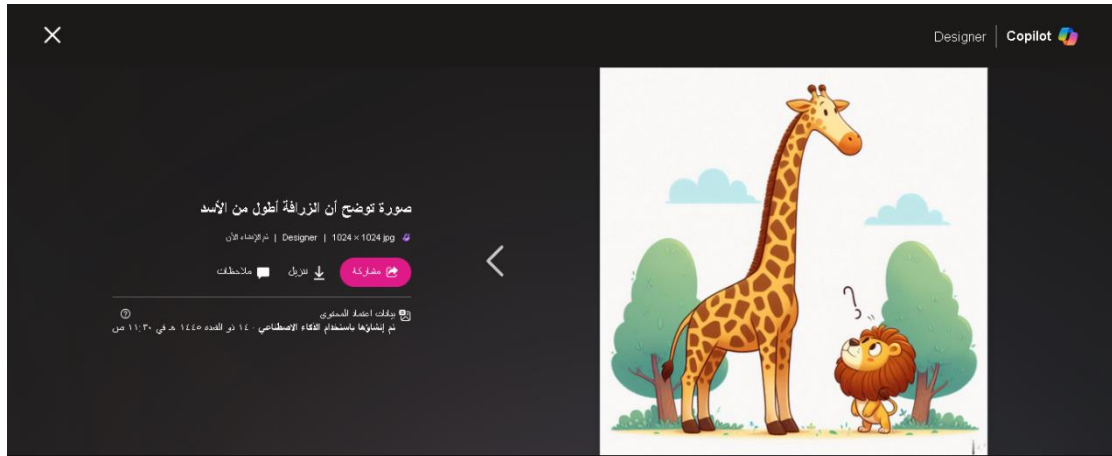 Designer | Copilot
صورة توضح أن الزرافة أطول من الأسد
1024 × 1024 jpg | Designer | تم الإنشاء الآن
مشاركة تنزيل ملاحظات
بيانات اعتماد المحتوى
تم إنشاؤها باستخدام الذكاء الاصطناعي · ١٤ ذو القعدة ١٤٤٥ هـ في ١١:٣٠ ص
?